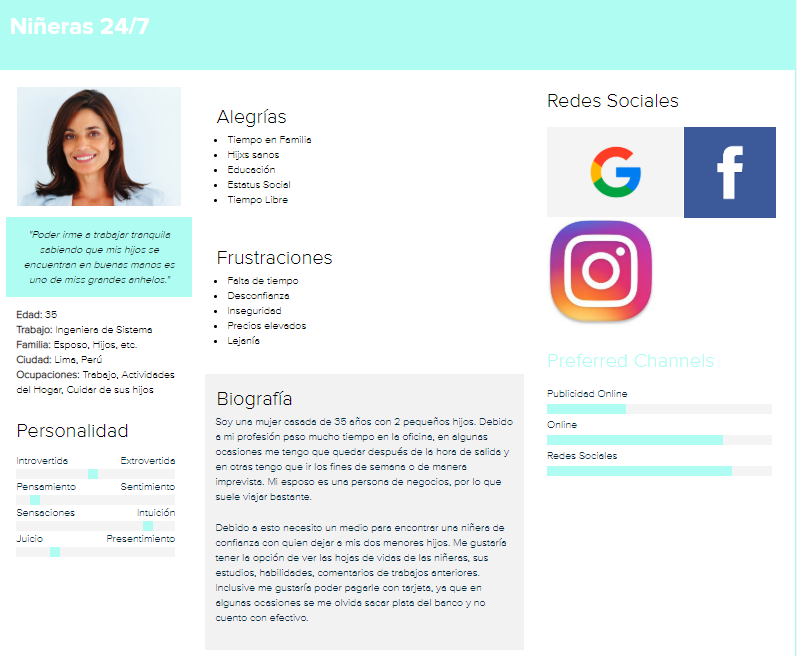 Niñeras 24/7
"Poder irme a trabajar tranquila
sabiendo que mis hijos se
encuentran en buenas manos es
uno de miss grandes anhelos."
Edad: 35
Trabajo: Ingeniera de Sistema
Familia: Esposo, Hijos, etc.
Ciudad: Lima, Perú
Ocupaciones: Trabajo, Actividades
del Hogar, Cuidar de sus hijos
Personalidad
Introvertida Extrovertida
Pensamiento Sentimiento
Sensaciones Intuición
Juicio Presentimiento
Alegrías
• Tiempo en Familia
• Hijxs sanos
• Educación
• Estatus Social
• Tiempo Libre
Frustraciones
• Falta de tiempo
• Desconfianza
• Inseguridad
• Precios elevados
• Lejanía
Biografía
Soy una mujer casada de 35 años con 2 pequeños hijos. Debido
a mi profesión paso mucho tiempo en la oficina, en algunas
ocasiones me tengo que quedar después de la hora de salida y
en otras tengo que ir los fines de semana o de manera
imprevista. Mi esposo es una persona de negocios, por lo que
suele viajar bastante.
Debido a esto necesito un medio para encontrar una niñera de
confianza con quien dejar a mis dos menores hijos. Me gustaría
tener la opción de ver las hojas de vidas de las niñeras, sus
estudios, habilidades, comentarios de trabajos anteriores.
Inclusive me gustaría poder pagarle con tarjeta, ya que en
algunas ocasiones se me olvida sacar plata del banco y no
cuento con efectivo.
Redes Sociales
G
f
Preferred Channels
Publicidad Online
Online
Redes Sociales